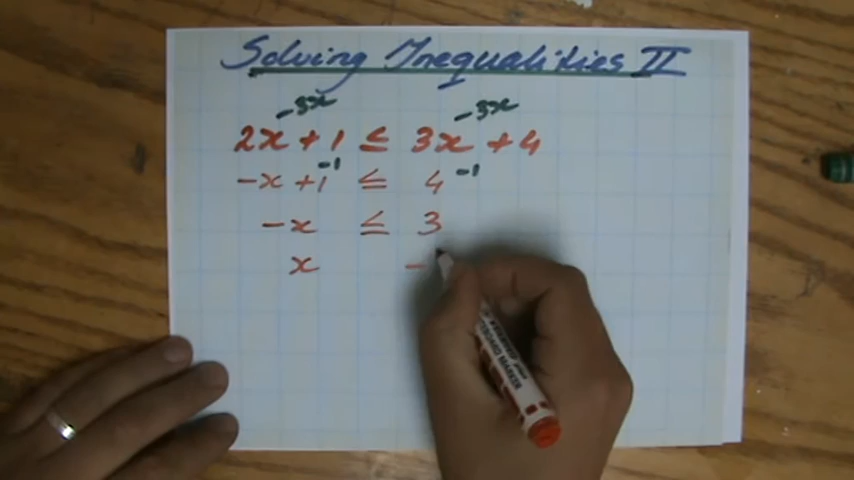 Solving Inequalities II
-3x -3x
2x + 1 ≤ 3x + 4
-x + 1 -1 ≤ 4 -1
-x ≤ 3
x -